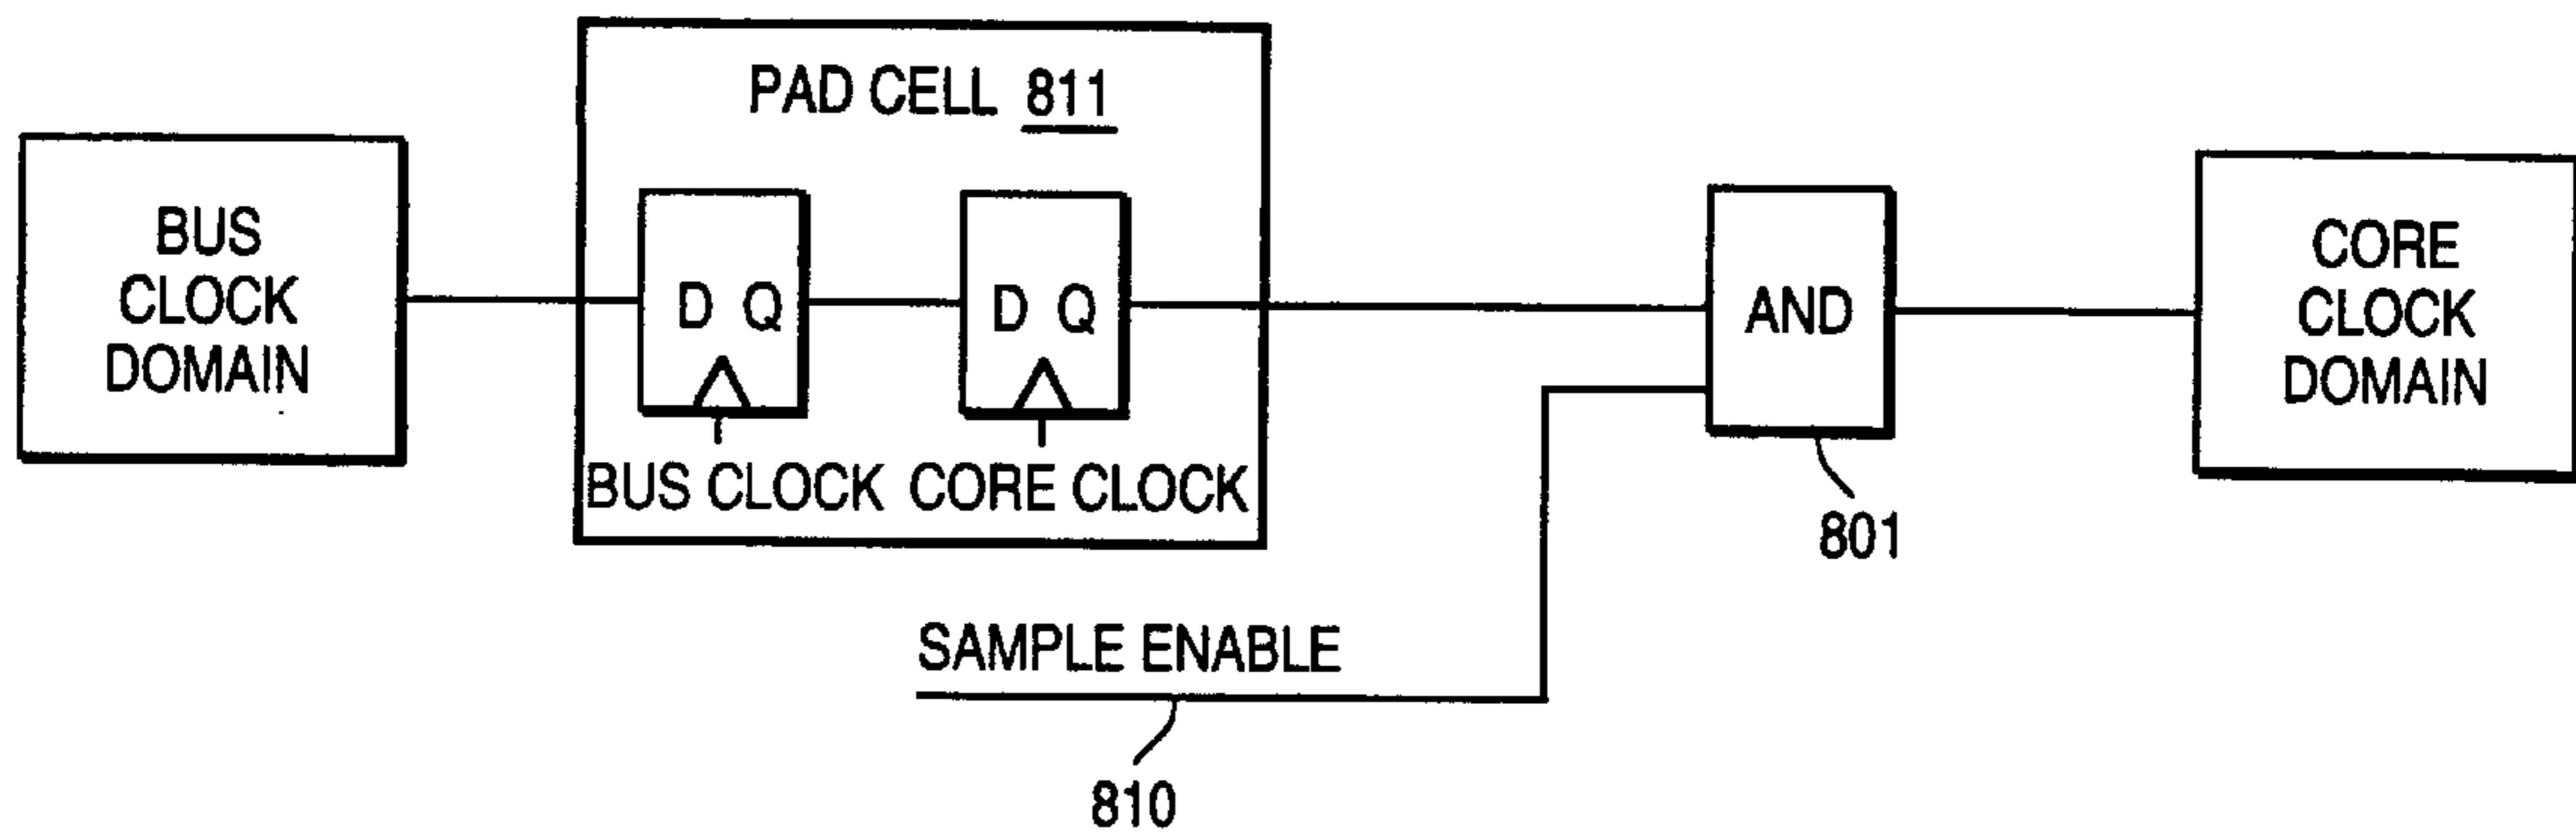 PAD CELL 811
BUS
CLOCK
DOMAIN
D Q
D Q
BUS CLOCK
CORE CLOCK
AND
801
CORE
CLOCK
DOMAIN
SAMPLE ENABLE
810